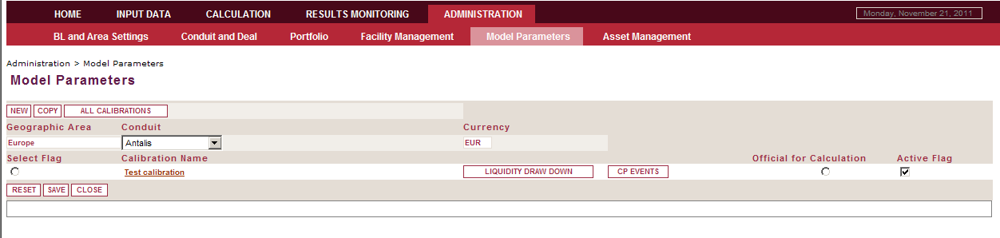 HOME INPUT DATA CALCULATION RESULTS MONITORING ADMINISTRATION Monday, November 21, 2011
BL and Area Settings Conduit and Deal Portfolio Facility Management Model Parameters Asset Management
Administration > Model Parameters
Model Parameters
NEW COPY ALL CALIBRATIONS
Geographic Area Conduit Currency
Europe Antalis EUR
Select Flag Calibration Name Official for Calculation Active Flag
Test calibration LIQUIDITY DRAW DOWN CP EVENTS
RESET SAVE CLOSE